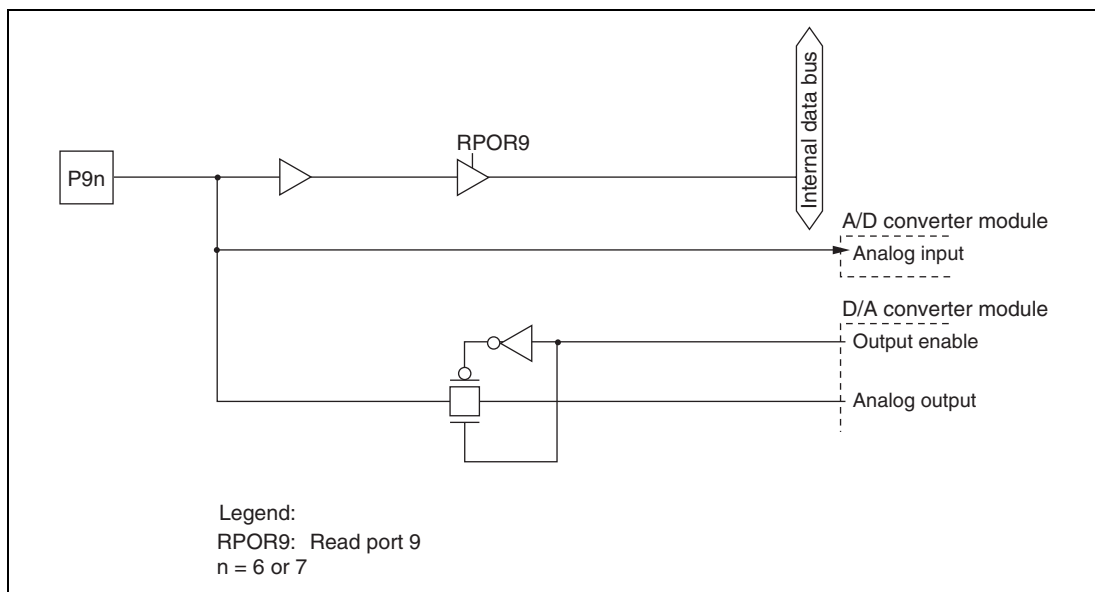 RPOR9
P9n
Internal data bus
A/D converter module
Analog input
D/A converter module
Output enable
Analog output
Legend:
RPOR9: Read port 9
n = 6 or 7